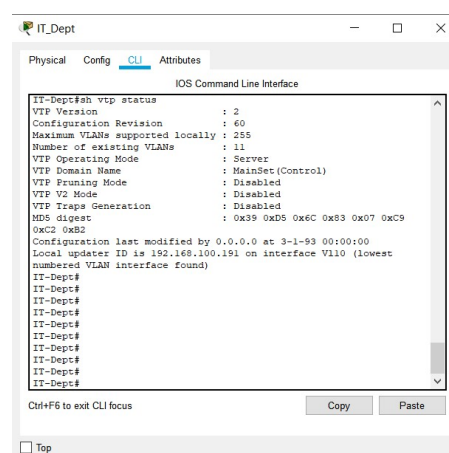 IT_Dept
Physical Config CLI Attributes
IOS Command Line Interface
IT-Dept#sh vtp status
VTP Version : 2
Configuration Revision : 60
Maximum VLANs supported locally : 255
Number of existing VLANs : 11
VTP Operating Mode : Server
VTP Domain Name : MainSet(Control)
VTP Pruning Mode : Disabled
VTP V2 Mode : Disabled
VTP Traps Generation : Disabled
MD5 digest : 0x39 0xD5 0x6C 0x83 0x07 0xC9
0xC2 0xB2
Configuration last modified by 0.0.0.0 at 3-1-93 00:00:00
Local updater ID is 192.168.100.191 on interface Vl10 (lowest
numbered VLAN interface found)
IT-Dept#
IT-Dept#
IT-Dept#
IT-Dept#
IT-Dept#
IT-Dept#
IT-Dept#
IT-Dept#
IT-Dept#
IT-Dept#
Ctrl+F6 to exit CLI focus
Copy Paste
Top